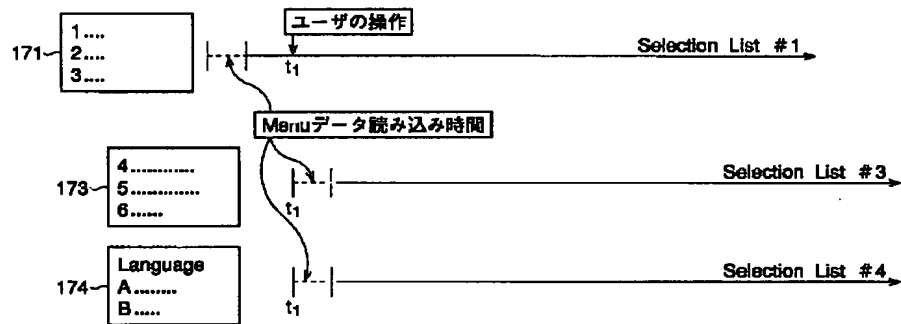 ユーザの操作
171
1....
2....
3....
t1
Selection List #1
Menuデータ読み込み時間
173
4.............
5..............
6......
t1
Selection List #3
174
Language
A.........
B.....
t1
Selection List #4